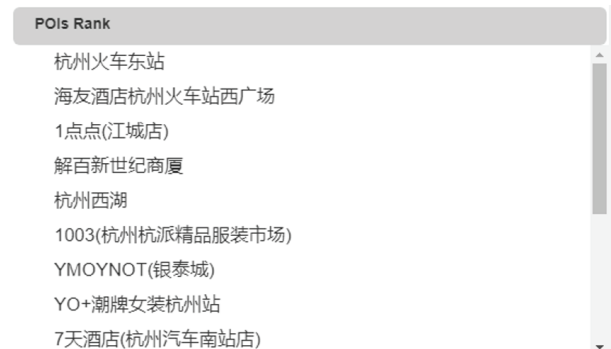 POIs Rank
杭州火车东站
海友酒店杭州火车站西广场
1点点(江城店)
解百新世纪商厦
杭州西湖
1003(杭州杭派精品服装市场)
YMOYNOT(银泰城)
YO+潮牌女装杭州站
7天酒店(杭州汽车南站店)